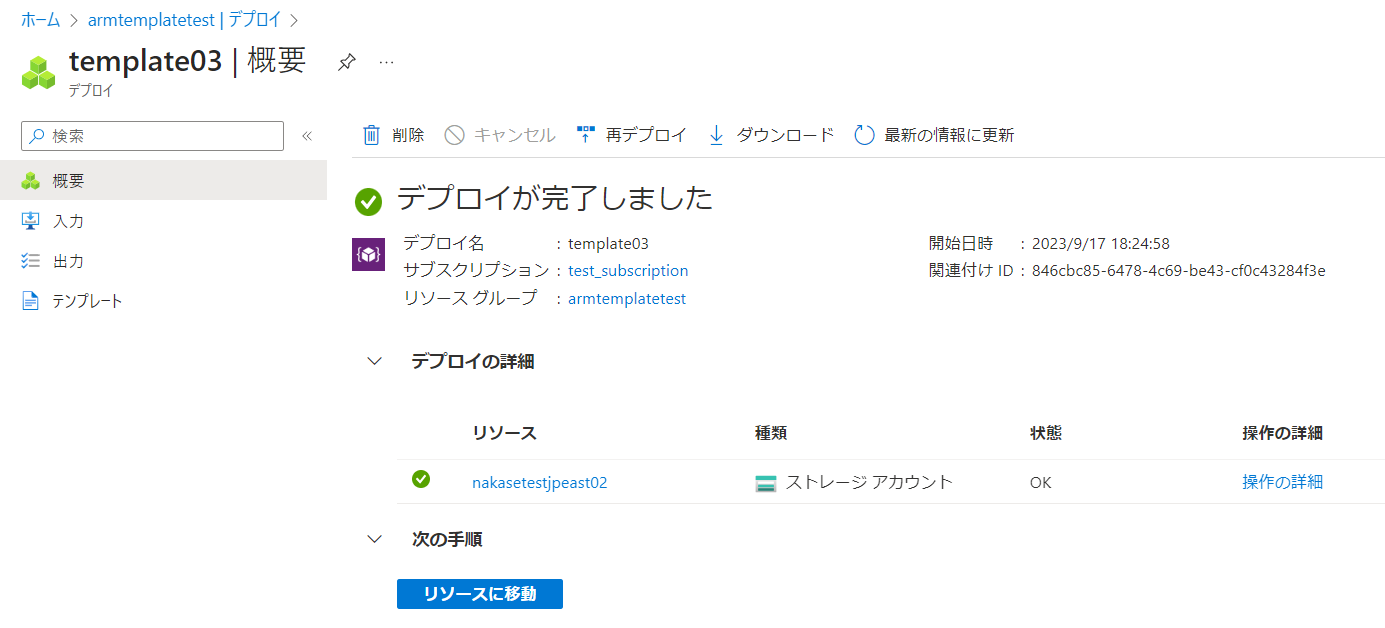 ホーム > armtemplatetest | デプロイ >
template03 | 概要 ...
デプロイ
検索 «
削除 キャンセル 再デプロイ ダウンロード 最新の情報に更新
概要
入力
出力
テンプレート
デプロイが完了しました
デプロイ名 : template03
サブスクリプション : test_subscription
リソース グループ : armtemplatetest
開始日時 : 2023/9/17 18:24:58
関連付け ID : 846cbc85-6478-4c69-be43-cf0c43284f3e
デプロイの詳細
リソース 種類 状態 操作の詳細
nakasetestjpeast02 ストレージ アカウント OK 操作の詳細
次の手順
リソースに移動